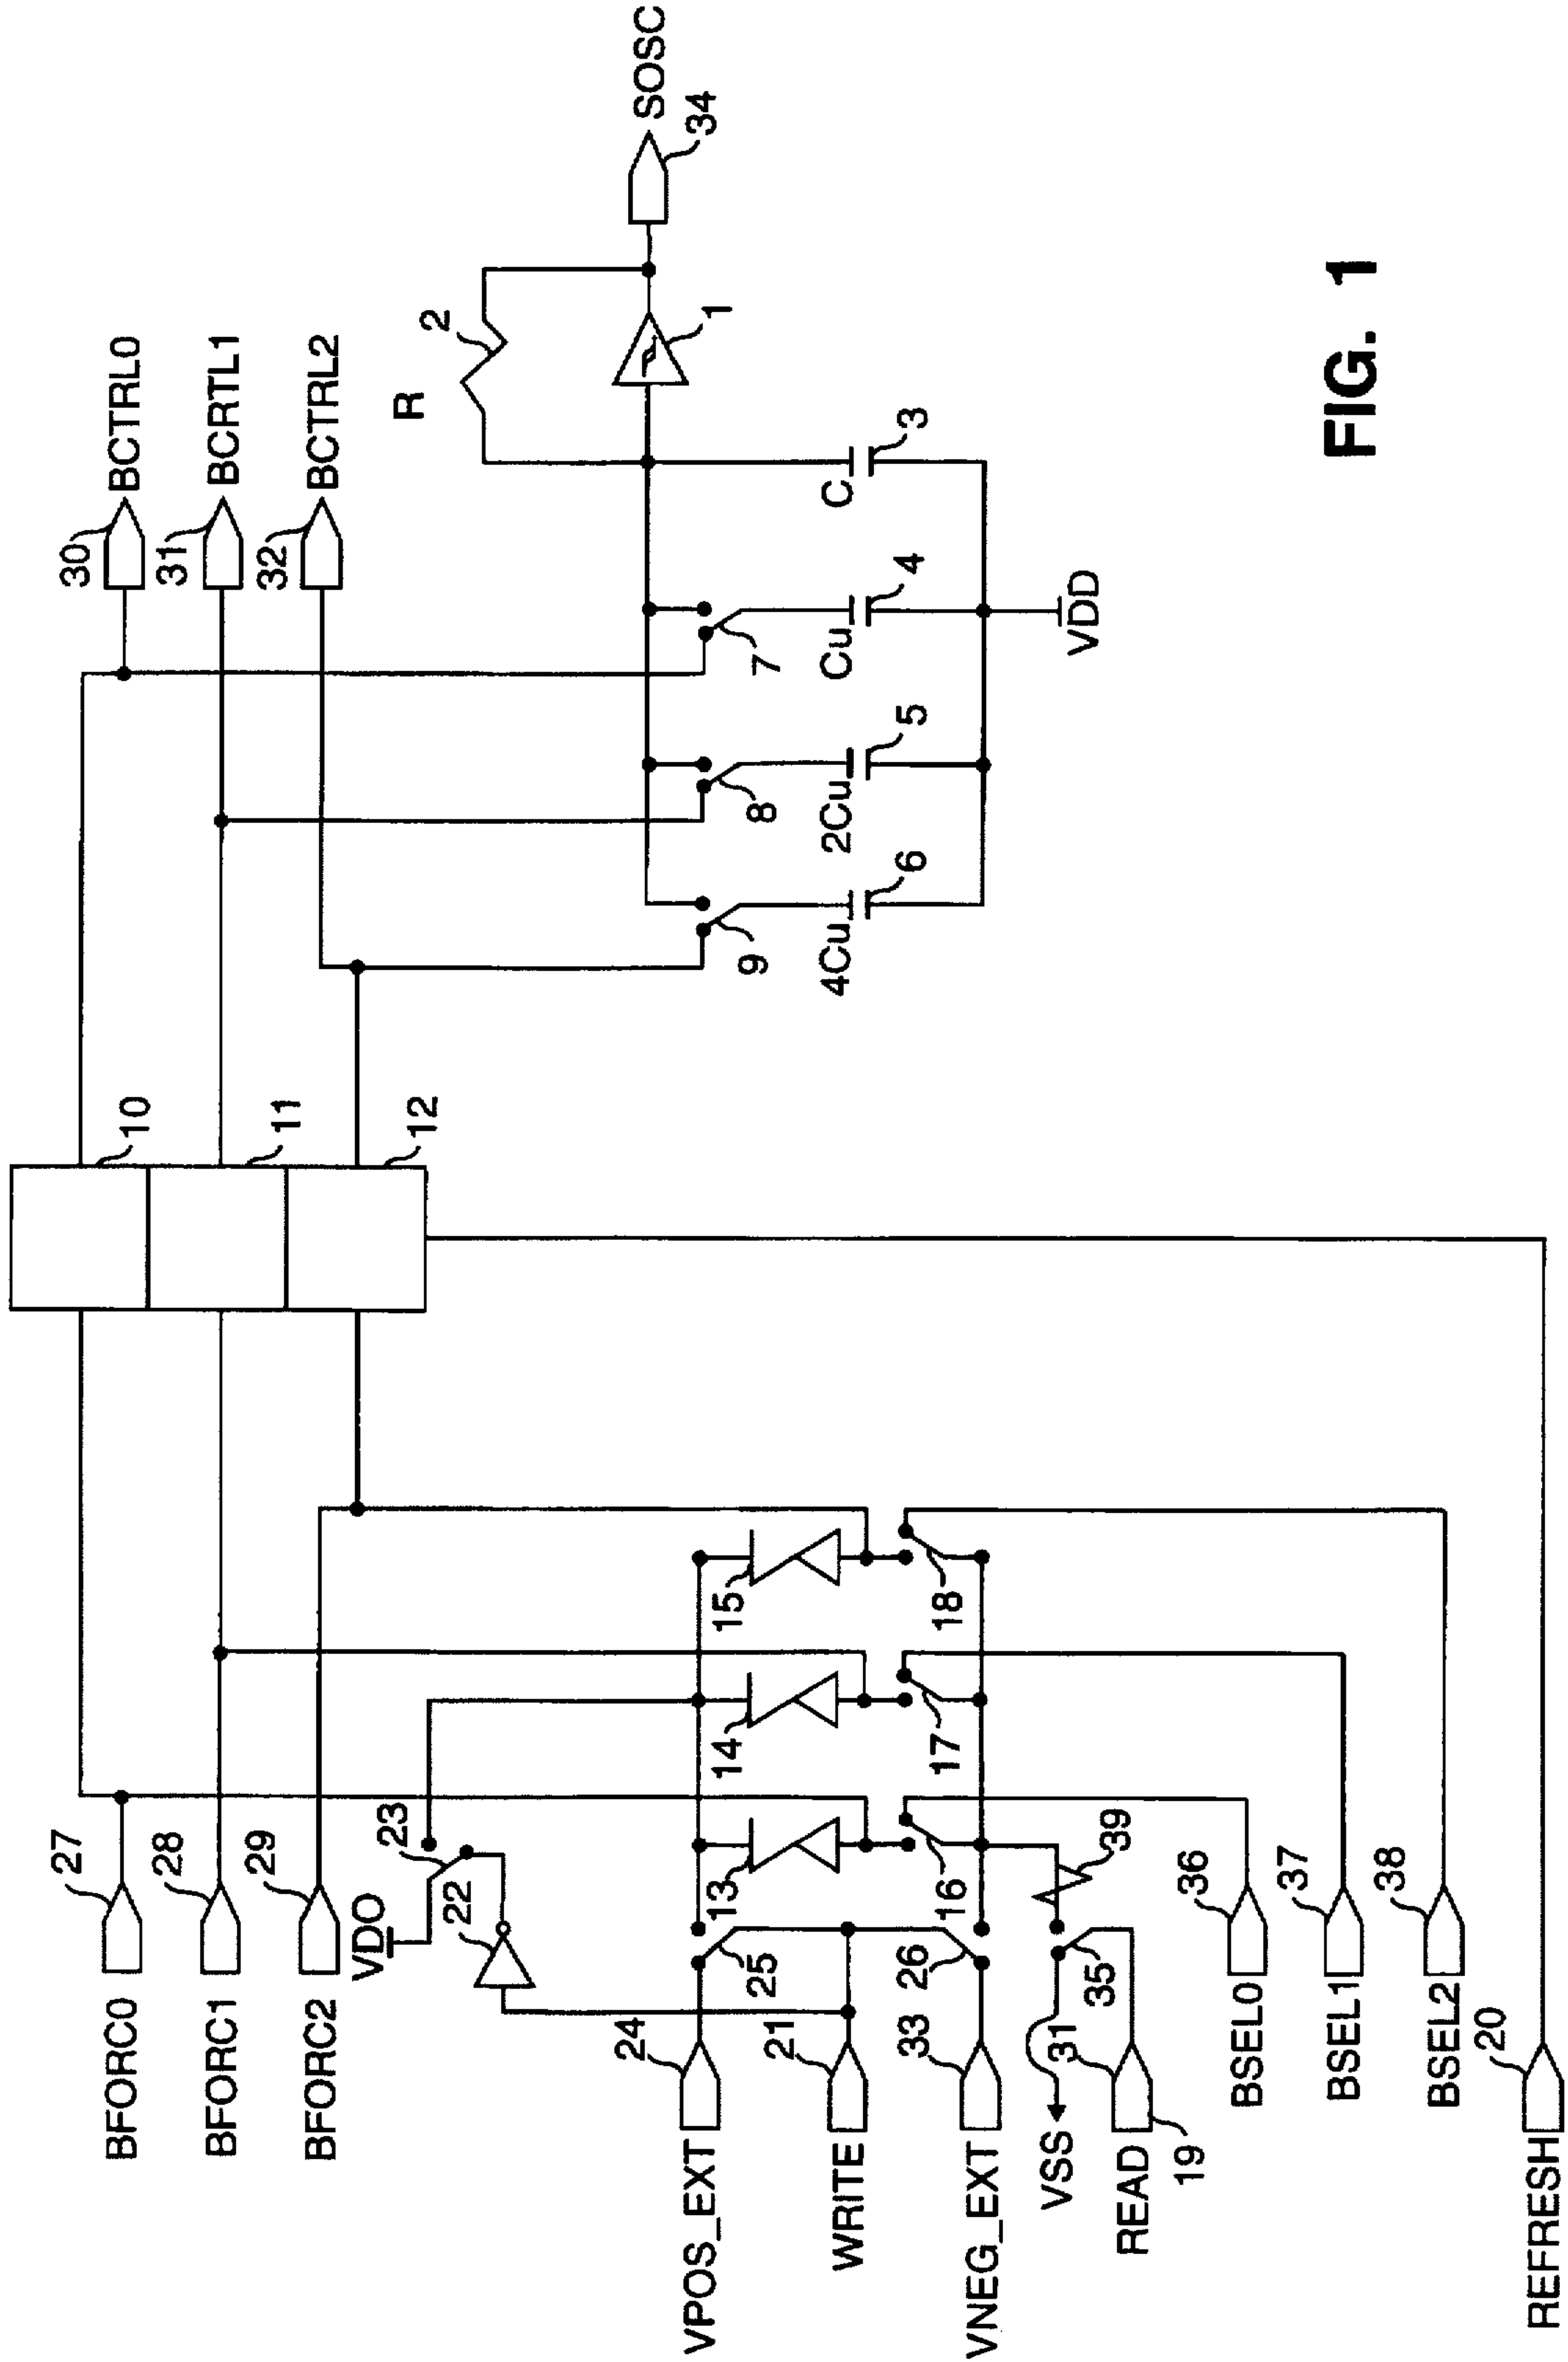 BFORC0
27
BFORC1
28
BFORC2
29
VDO
23
22
VPOS_EXT
24
25
WRITE
21
VNEG_EXT
33
26
VSS
READ
31
19
35
39
13
14
15
16
17
18
BSEL0
36
BSEL1
37
BSEL2
38
REFRESH
20
10
11
12
30
BCTRL0
31
BCRTL1
32
BCTRL2
R
2
1
SOSC
34
7
8
9
C
3
Cu
4
2Cu
5
4Cu
6
VDD
FIG. 1